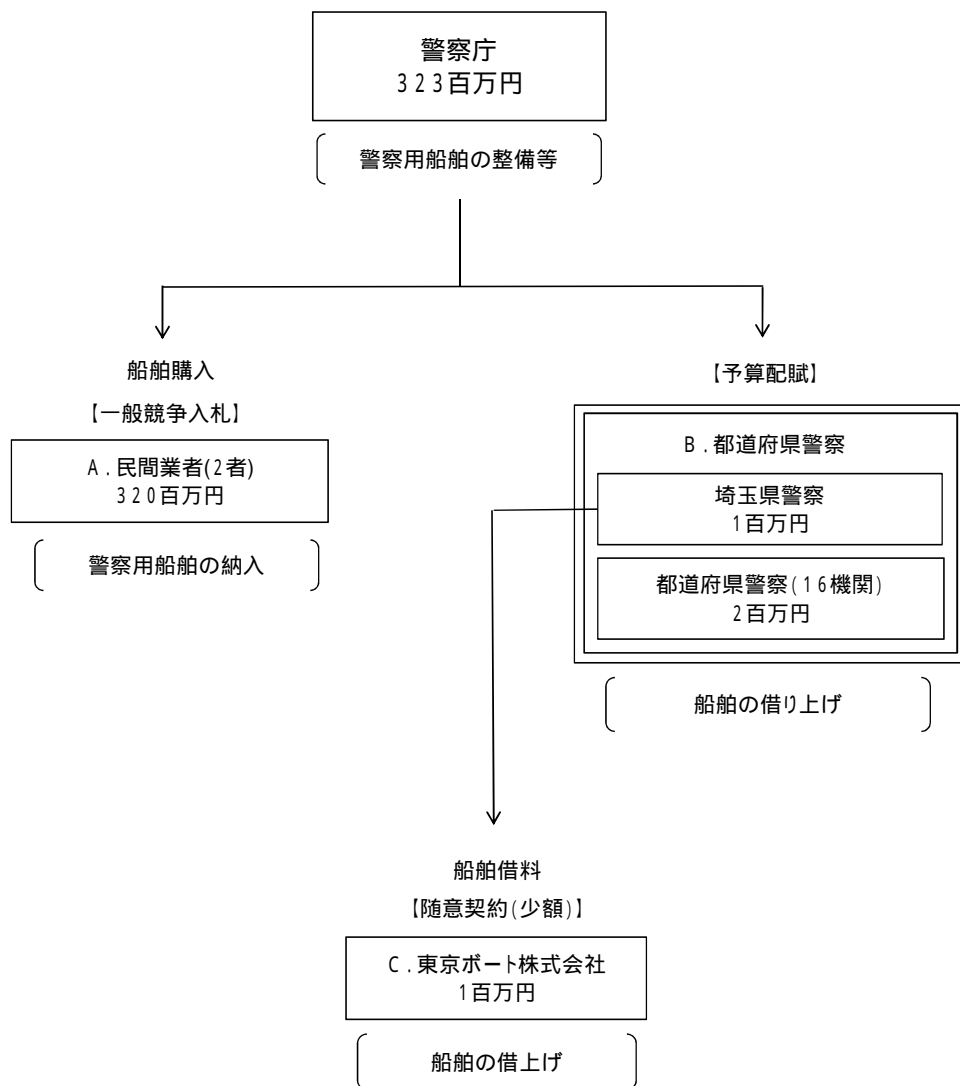 警察庁
323百万円
警察用船舶の整備等
船舶購入
【一般競争入札】
A.民間業者(2者)
320百万円
警察用船舶の納入
【予算配賦】
B.都道府県警察
埼玉県警察
1百万円
都道府県警察(16機関)
2百万円
船舶の借り上げ
船舶借料
【随意契約(少額)】
C.東京ボート株式会社
1百万円
船舶の借上げ